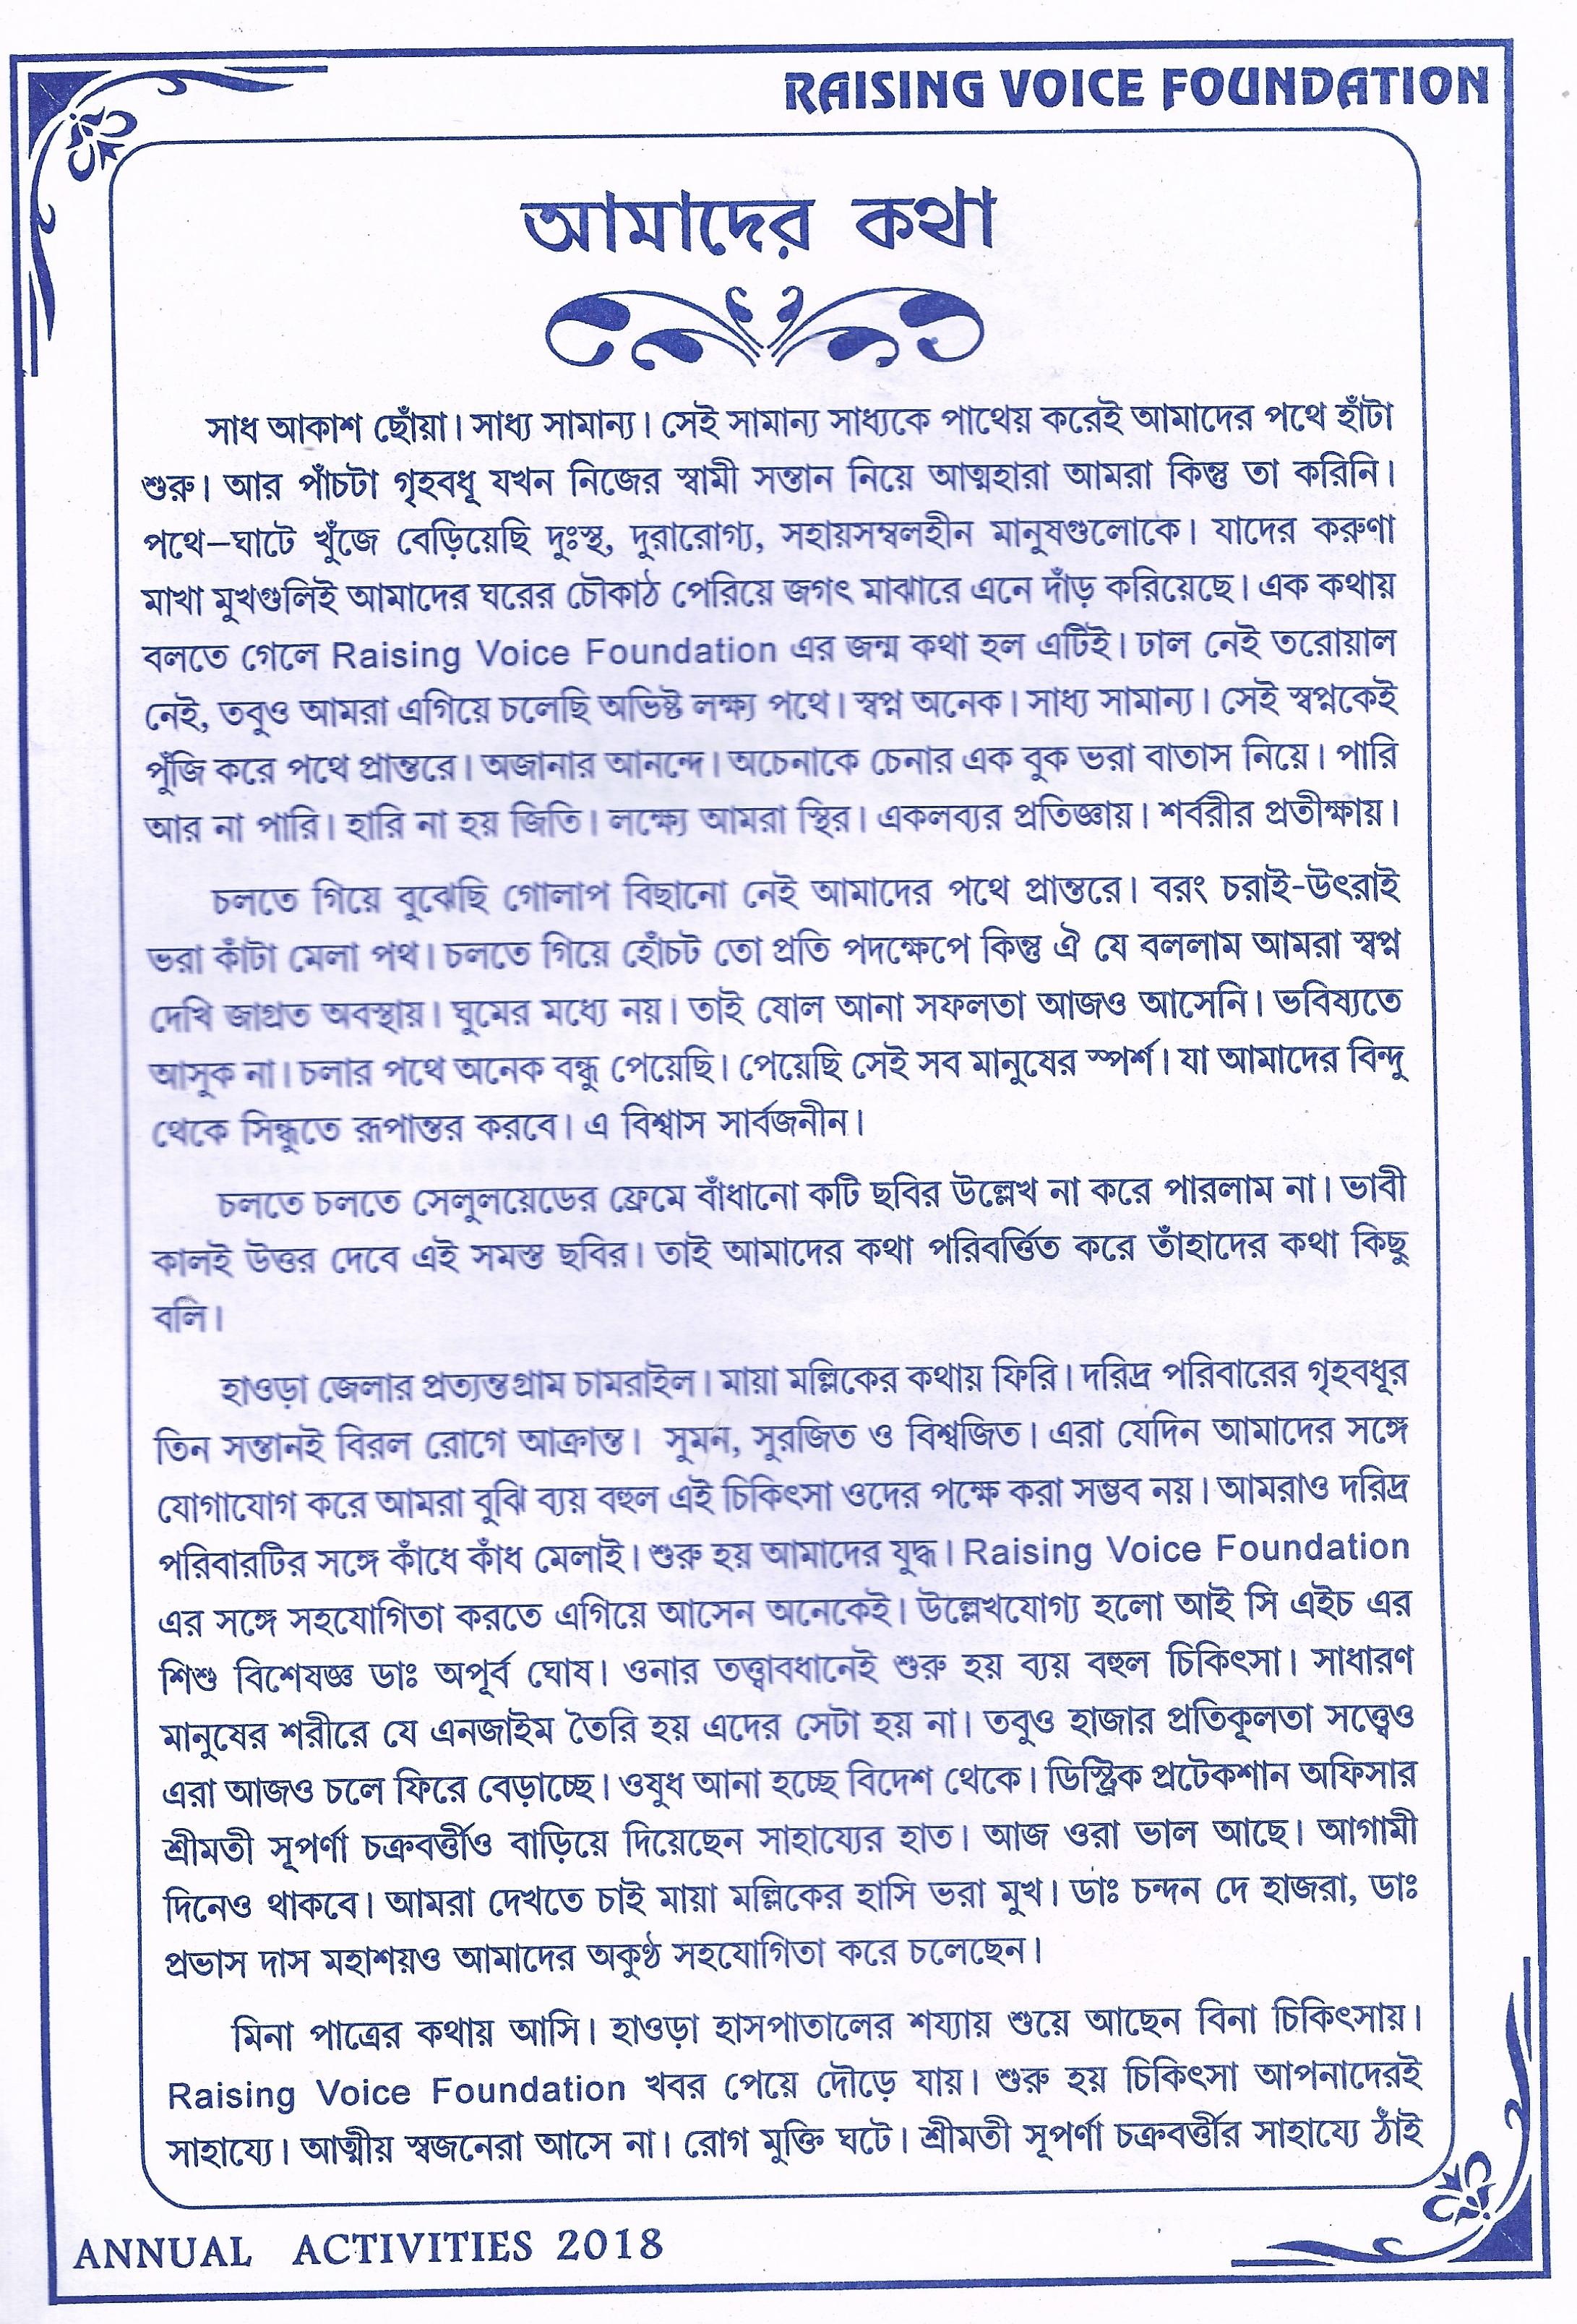 RAISING VOICE FOUNDATION
আমাদের কথা
সাধ আকাশ ছোঁয়া। সাধ্য সামান্য। সেই সামান্য সাধ্যকে পাথেয় করেই আমাদের পথে হাঁটা
শুরু। আর পাঁচটা গৃহবধূ যখন নিজের স্বামী সন্তান নিয়ে আত্মহারা আমরা কিন্তু তা করিনি।
পথে–ঘাটে খুঁজে বেড়িয়েছি দুঃস্থ, দুরারোগ্য, সহায়সম্বলহীন মানুষগুলোকে। যাদের করুণা
মাখা মুখগুলিই আমাদের ঘরের চৌকাঠ পেরিয়ে জগৎ মাঝারে এনে দাঁড় করিয়েছে। এক কথায়
বলতে গেলে Raising Voice Foundation এর জন্ম কথা হল এটিই। ঢাল নেই তরোয়াল
নেই, তবুও আমরা এগিয়ে চলেছি অভিষ্ট লক্ষ্য পথে। স্বপ্ন অনেক। সাধ্য সামান্য। সেই স্বপ্নকেই
পুঁজি করে পথে প্রান্তরে। অজানার আনন্দে। অচেনাকে চেনার এক বুক ভরা বাতাস নিয়ে। পারি
আর না পারি। হারি না হয় জিতি। লক্ষ্যে আমরা স্থির। একলব্যর প্রতিজ্ঞায়। শর্বরীর প্রতীক্ষায়।
চলতে গিয়ে বুঝেছি গোলাপ বিছানো নেই আমাদের পথে প্রান্তরে। বরং চরাই-উৎরাই
ভরা কাঁটা মেলা পথ। চলতে গিয়ে হোঁচট তো প্রতি পদক্ষেপে কিন্তু ঐ যে বললাম আমরা স্বপ্ন
দেখি জাগ্রত অবস্থায়। ঘুমের মধ্যে নয়। তাই ষোল আনা সফলতা আজও আসেনি। ভবিষ্যতে
আসুক না। চলার পথে অনেক বন্ধু পেয়েছি। পেয়েছি সেই সব মানুষের স্পর্শ। যা আমাদের বিন্দু
থেকে সিন্ধুতে রূপান্তর করবে। এ বিশ্বাস সার্বজনীন।
চলতে চলতে সেলুলয়েডের ফ্রেমে বাঁধানো কটি ছবির উল্লেখ না করে পারলাম না। ভাবী
কালই উত্তর দেবে এই সমস্ত ছবির। তাই আমাদের কথা পরিবর্ত্তিত করে তাঁহাদের কথা কিছু
বলি।
হাওড়া জেলার প্রত্যন্তগ্রাম চামরাইল। মায়া মল্লিকের কথায় ফিরি। দরিদ্র পরিবারের গৃহবধূর
তিন সন্তানই বিরল রোগে আক্রান্ত। সুমন, সুরজিত ও বিশ্বজিত। এরা যেদিন আমাদের সঙ্গে
যোগাযোগ করে আমরা বুঝি ব্যয় বহুল এই চিকিৎসা ওদের পক্ষে করা সম্ভব নয়। আমরাও দরিদ্র
পরিবারটির সঙ্গে কাঁধে কাঁধ মেলাই। শুরু হয় আমাদের যুদ্ধ। Raising Voice Foundation
এর সঙ্গে সহযোগিতা করতে এগিয়ে আসেন অনেকেই। উল্লেখযোগ্য হলো আই সি এইচ এর
শিশু বিশেষজ্ঞ ডাঃ অপূর্ব ঘোষ। ওনার তত্ত্বাবধানেই শুরু হয় ব্যয় বহুল চিকিৎসা। সাধারণ
মানুষের শরীরে যে এনজাইম তৈরি হয় এদের সেটা হয় না। তবুও হাজার প্রতিকূলতা সত্ত্বেও
এরা আজও চলে ফিরে বেড়াচ্ছে। ওষুধ আনা হচ্ছে বিদেশ থেকে। ডিস্ট্রিক প্রটেকশান অফিসার
শ্রীমতী সূপর্ণা চক্রবর্ত্তীও বাড়িয়ে দিয়েছেন সাহায্যের হাত। আজ ওরা ভাল আছে। আগামী
দিনেও থাকবে। আমরা দেখতে চাই মায়া মল্লিকের হাসি ভরা মুখ। ডাঃ চন্দন দে হাজরা, ডাঃ
প্রভাস দাস মহাশয়ও আমাদের অকুণ্ঠ সহযোগিতা করে চলেছেন।
মিনা পাত্রের কথায় আসি। হাওড়া হাসপাতালের শয্যায় শুয়ে আছেন বিনা চিকিৎসায়।
Raising Voice Foundation খবর পেয়ে দৌড়ে যায়। শুরু হয় চিকিৎসা আপনাদেরই
সাহায্যে। আত্মীয় স্বজনেরা আসে না। রোগ মুক্তি ঘটে। শ্রীমতী সূপর্ণা চক্রবর্ত্তীর সাহায্যে ঠাঁই
ANNUAL ACTIVITIES 2018